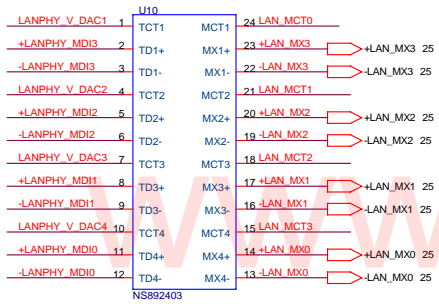 U10
LANPHY_V_DAC1 1 TCT1 MCT1 24 LAN_MCT0
+LANPHY_MDI3 2 TD1+ MX1+ 23 +LAN_MX3 +LAN_MX3 25
-LANPHY_MDI3 3 TD1- MX1- 22 -LAN_MX3 -LAN_MX3 25
LANPHY_V_DAC2 4 TCT2 MCT2 21 LAN_MCT1
+LANPHY_MDI2 5 TD2+ MX2+ 20 +LAN_MX2 +LAN_MX2 25
-LANPHY_MDI2 6 TD2- MX2- 19 -LAN_MX2 -LAN_MX2 25
LANPHY_V_DAC3 7 TCT3 MCT3 18 LAN_MCT2
+LANPHY_MDI1 8 TD3+ MX3+ 17 +LAN_MX1 +LAN_MX1 25
-LANPHY_MDI1 9 TD3- MX3- 16 -LAN_MX1 -LAN_MX1 25
LANPHY_V_DAC4 10 TCT4 MCT4 15 LAN_MCT3
+LANPHY_MDI0 11 TD4+ MX4+ 14 +LAN_MX0 +LAN_MX0 25
-LANPHY_MDI0 12 TD4- MX4- 13 -LAN_MX0 -LAN_MX0 25
NS892403